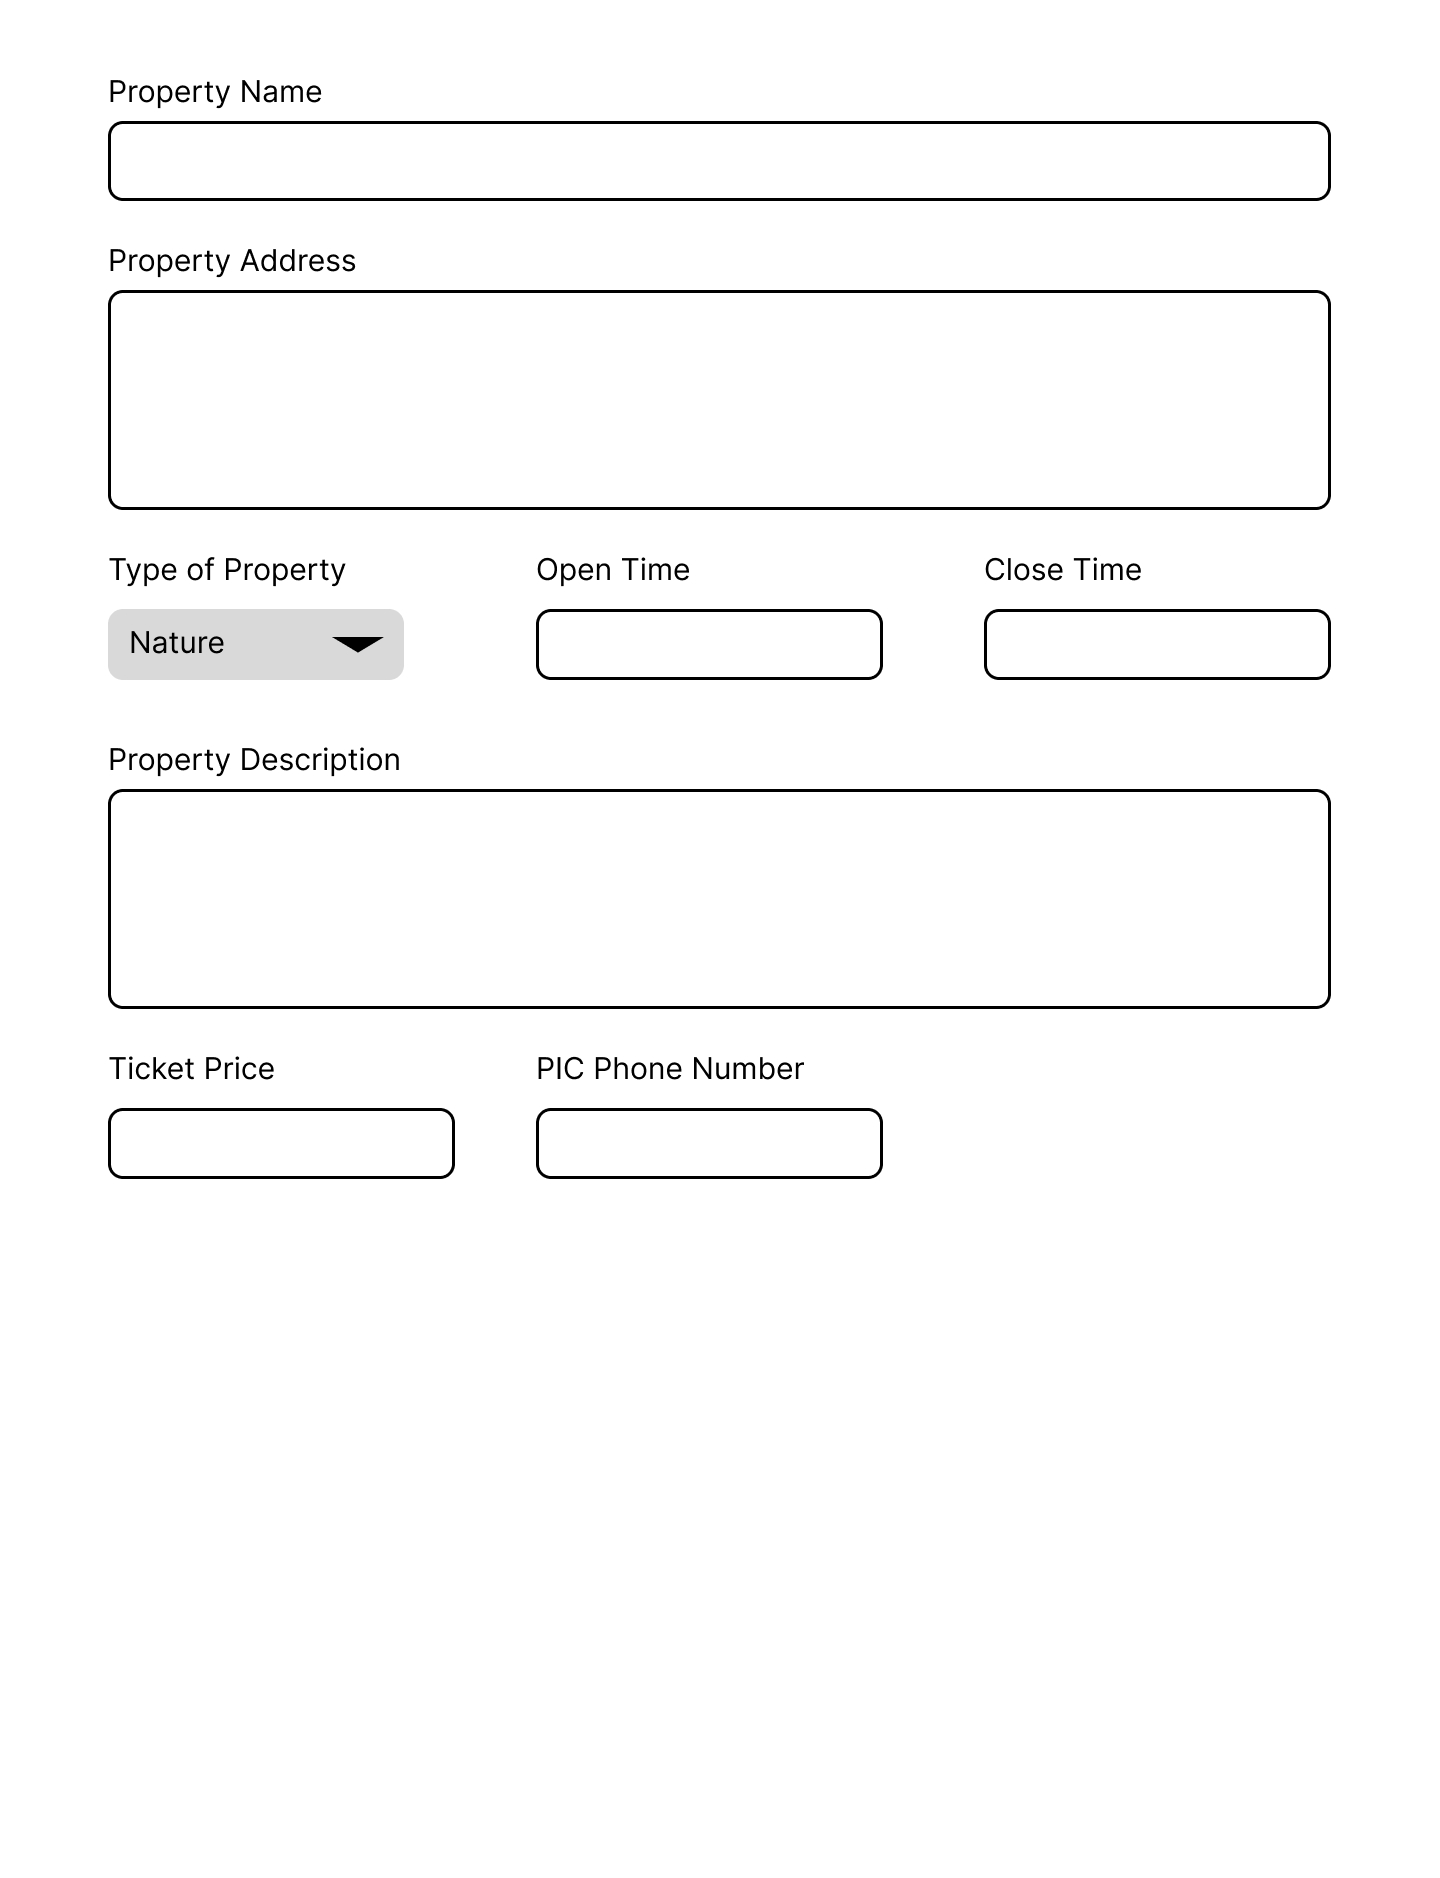 Property Name
Property Address
Type of Property
Open Time
Close Time
Nature
Property Description
Ticket Price
PIC Phone Number